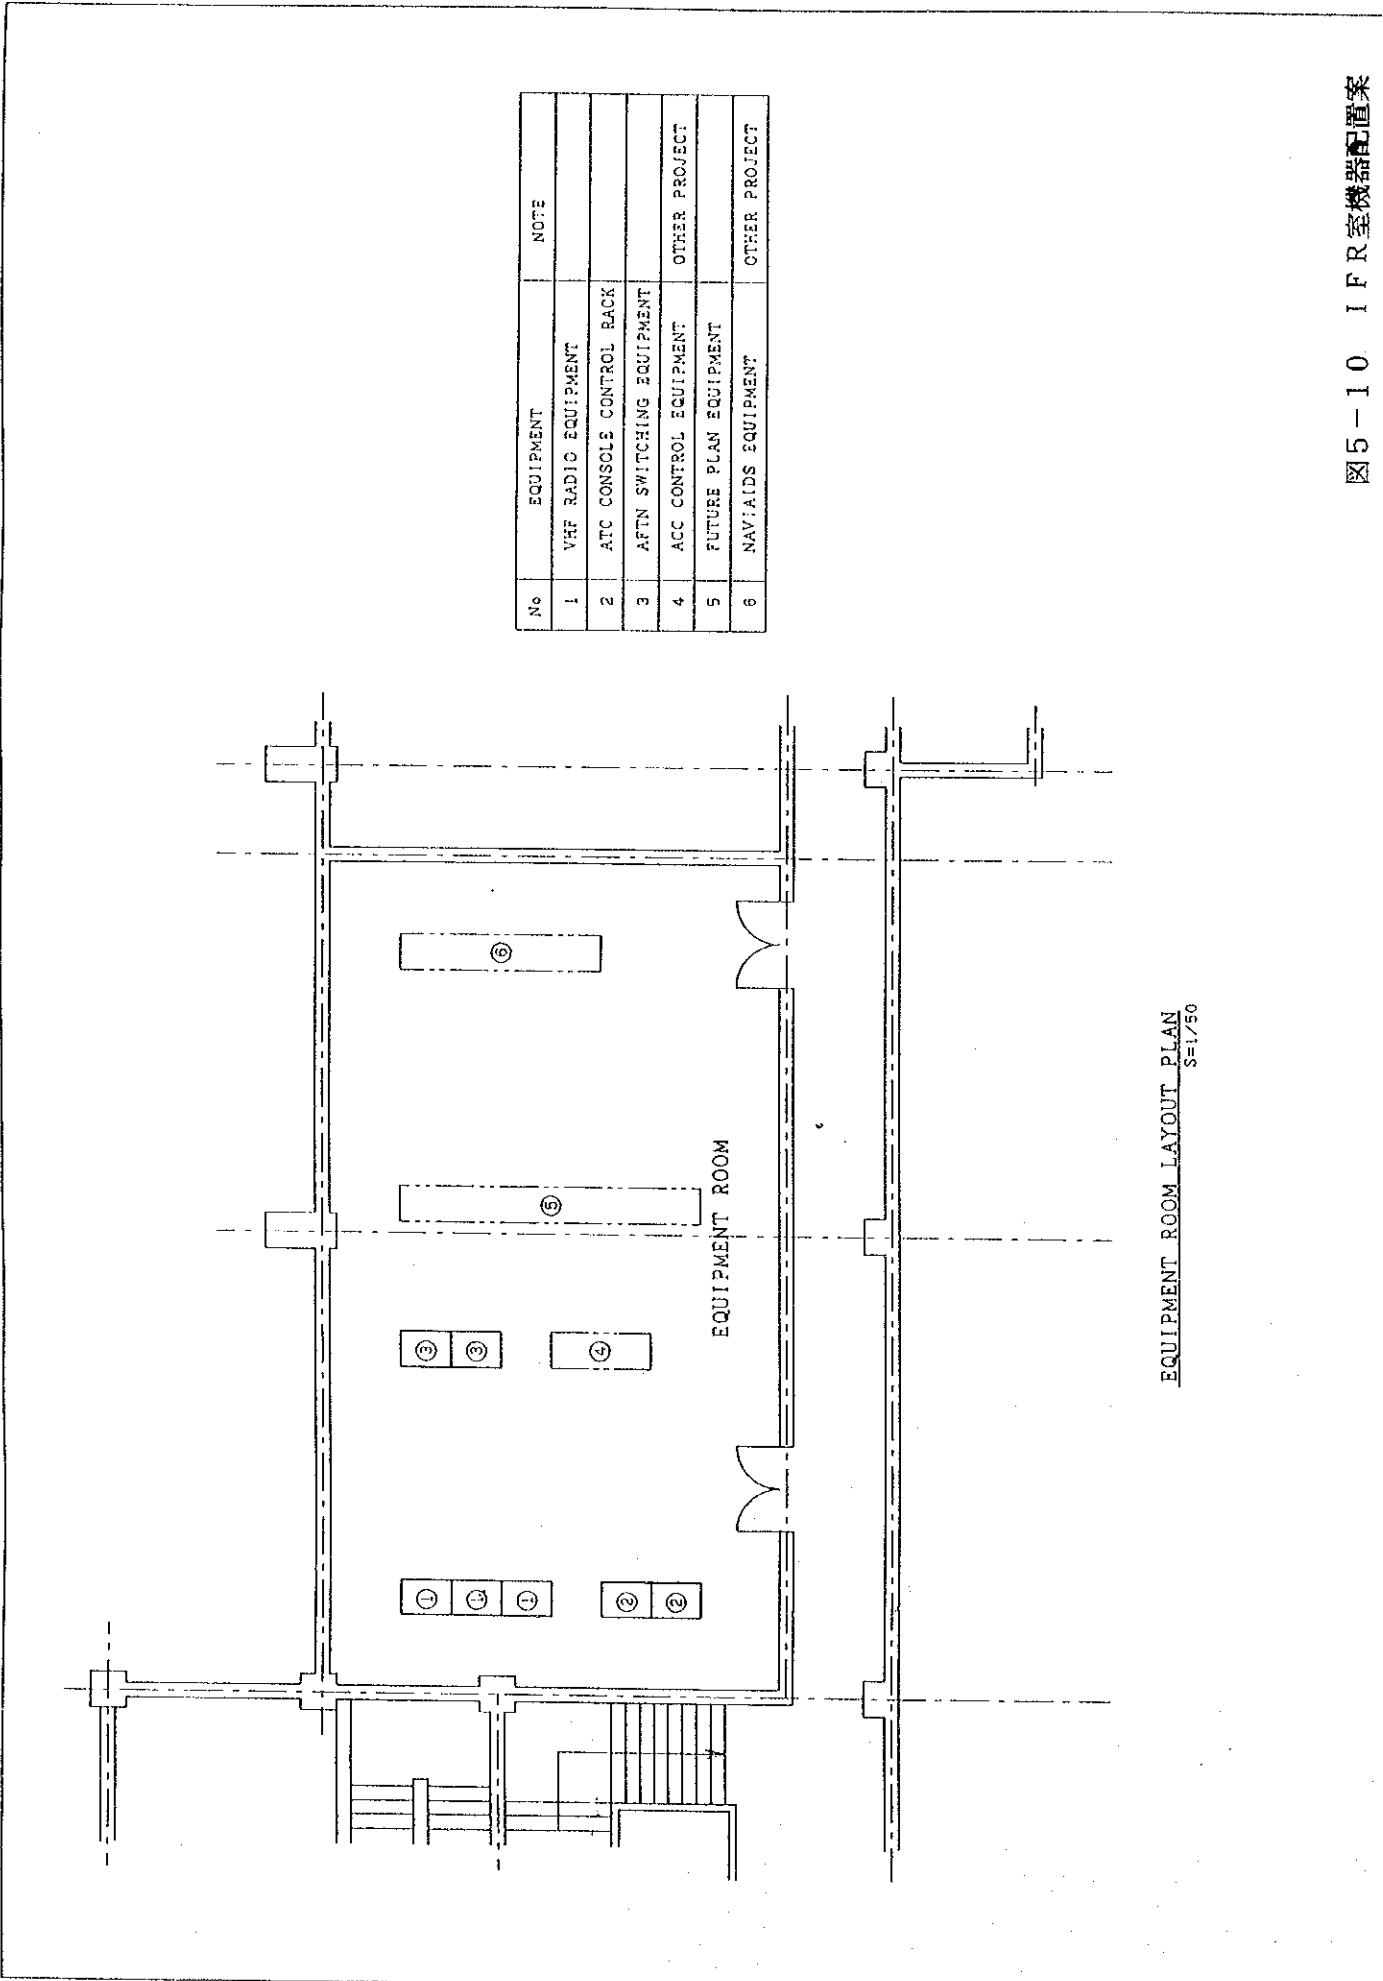 No EQUIPMENT NOTE
1 VHF RADIO EQUIPMENT
2 ATC CONSOLE CONTROL RACK
3 AFTN SWITCHING EQUIPMENT
4 ACC CONTROL EQUIPMENT OTHER PROJECT
5 FUTURE PLAN EQUIPMENT
6 NAV/AIDS EQUIPMENT OTHER PROJECT
① ① ①
② ②
③ ③
④
⑤
⑥
EQUIPMENT ROOM
EQUIPMENT ROOM LAYOUT PLAN
S=1/50
図5-10 IFR室機器配置案